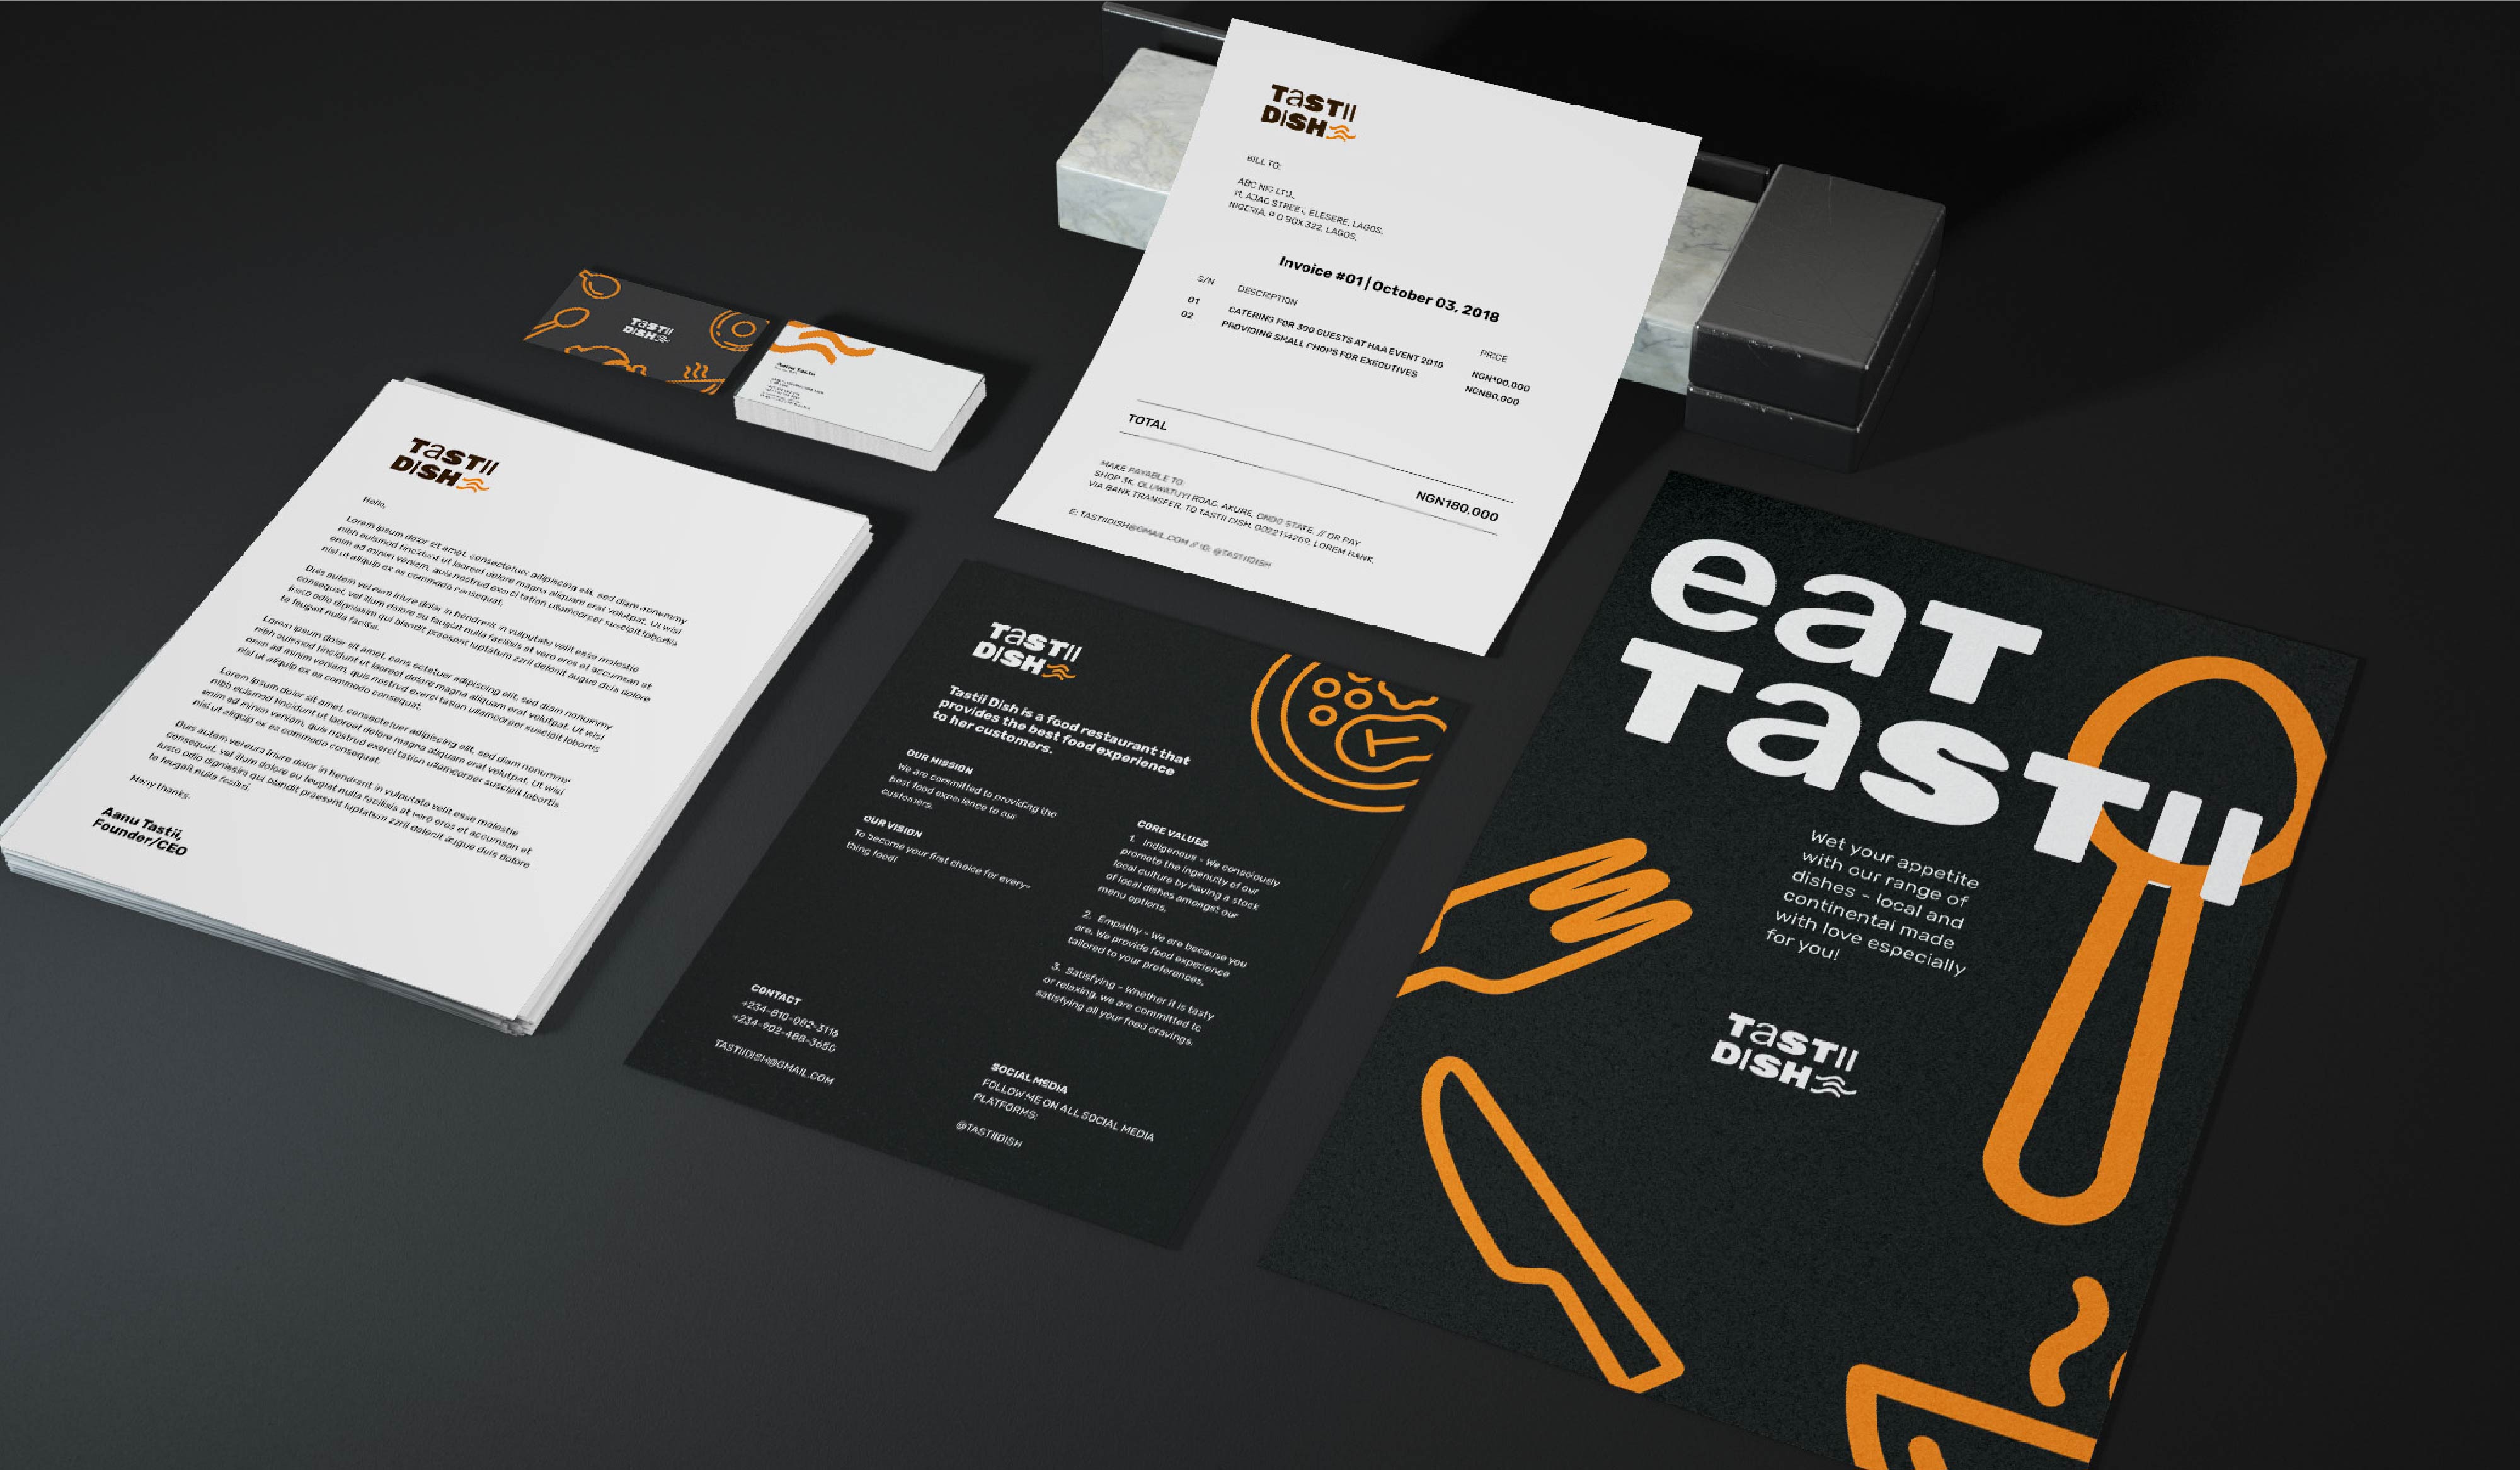 TaSTII
DISH
BILL TO:
ABC NIG LTD.,
11, AJAO STREET, ELESERE, LAGOS.
NIGERIA, P O BOX 322, LAGOS.
Invoice #01 | October 03, 2018
S/N DESCRIPTION PRICE
01 CATERING FOR 300 GUESTS AT HAA EVENT 2018 NGN100,000
02 PROVIDING SMALL CHOPS FOR EXECUTIVES NGN80,000
TOTAL NGN180,000
MAKE PAYABLE TO:
SHOP 3K, OLUWATUYI ROAD, AKURE, ONDO STATE. // OR PAY
VIA BANK TRANSFER, TO TASTII DISH, 0022114269, LOREM BANK.
E: TASTIIDISH@GMAIL.COM // IG: @TASTIIDISH
TaSTII
DISH
Aanu Tastii
TaSTII
DISH
Hello,
Lorem ipsum dolor sit amet, consectetuer adipiscing elit, sed diam nonummy
nibh euismod tincidunt ut laoreet dolore magna aliquam erat volutpat. Ut wisi
enim ad minim veniam, quis nostrud exerci tation ullamcorper suscipit lobortis
nisl ut aliquip ex ea commodo consequat.
Duis autem vel eum iriure dolor in hendrerit in vulputate velit esse molestie
consequat, vel illum dolore eu feugiat nulla facilisis at vero eros et accumsan et
iusto odio dignissim qui blandit praesent luptatum zzril delenit augue duis dolore
te feugait nulla facilisi.
Lorem ipsum dolor sit amet, cons ectetuer adipiscing elit, sed diam nonummy
nibh euismod tincidunt ut laoreet dolore magna aliquam erat volutpat. Ut wisi
enim ad minim veniam, quis nostrud exerci tation ullamcorper suscipit lobortis
nisl ut aliquip ex ea commodo consequat.
Lorem ipsum dolor sit amet, consectetuer adipiscing elit, sed diam nonummy
nibh euismod tincidunt ut laoreet dolore magna aliquam erat volutpat. Ut wisi
enim ad minim veniam, quis nostrud exerci tation ullamcorper suscipit lobortis
nisl ut aliquip ex ea commodo consequat.
Duis autem vel eum iriure dolor in hendrerit in vulputate velit esse molestie
consequat, vel illum dolore eu feugiat nulla facilisis at vero eros et accumsan et
iusto odio dignissim qui blandit praesent luptatum zzril delenit augue duis dolore
te feugait nulla facilisi.
Many thanks.
Aanu Tastii,
Founder/CEO
TaSTII
DISH
Tastii Dish is a food restaurant that
provides the best food experience
to her customers.
OUR MISSION
We are committed to providing the
best food experience to our
customers.
OUR VISION
To become your first choice for every-
thing food!
CORE VALUES
1. Indigenous - We consciously
promote the ingenuity of our
local culture by having a stock
of local dishes amongst our
menu options.
2. Empathy - We are because you
are. We provide food experience
tailored to your preferences.
3. Satisfying - Whether it is tasty
or relaxing, we are committed to
satisfying all your food cravings.
CONTACT
+234-810-082-3116
+234-902-488-3650
TASTIIDISH@GMAIL.COM
SOCIAL MEDIA
FOLLOW ME ON ALL SOCIAL MEDIA
PLATFORMS:
@TASTIIDISH
eaT
TaSTII
Wet your appetite
with our range of
dishes - local and
continental made
with love especially
for you!
TaSTII
DISH